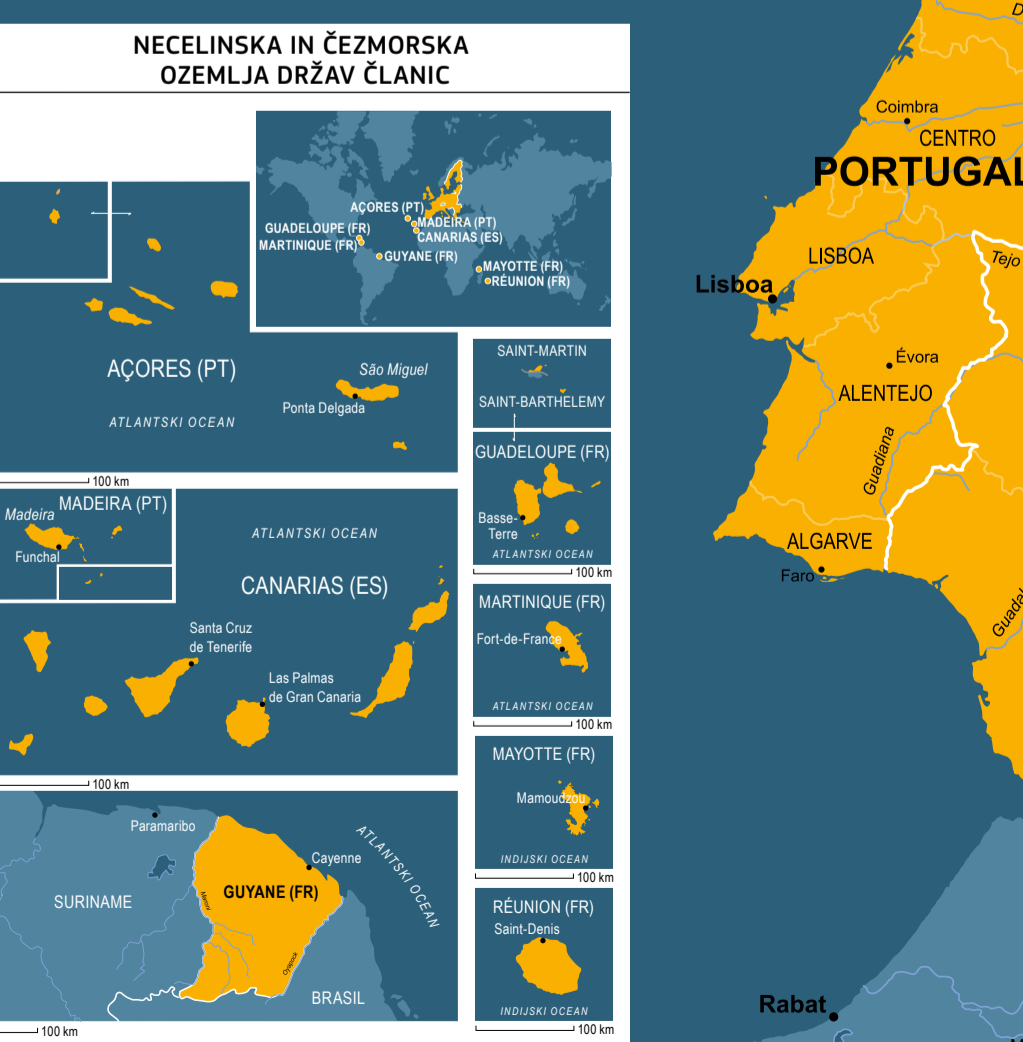 NECELINSKA IN ČEZMORSKA
OZEMLJA DRŽAV ČLANIC
AÇORES (PT)
MADEIRA (PT)
GUADELOUPE (FR)
CANARIAS (ES)
MARTINIQUE (FR)
GUYANE (FR)
MAYOTTE (FR)
RÉUNION (FR)
AÇORES (PT)
São Miguel
Ponta Delgada
ATLANTSKI OCEAN
100 km
SAINT-MARTIN
SAINT-BARTHELEMY
GUADELOUPE (FR)
Basse-
Terre
ATLANTSKI OCEAN
100 km
MADEIRA (PT)
Madeira
Funchal
ATLANTSKI OCEAN
CANARIAS (ES)
Santa Cruz
de Tenerife
Las Palmas
de Gran Canaria
100 km
MARTINIQUE (FR)
Fort-de-France
ATLANTSKI OCEAN
100 km
MAYOTTE (FR)
Mamoudzou
INDIJSKI OCEAN
100 km
Paramaribo
ATLANTSKI OCEAN
Cayenne
SURINAME
GUYANE (FR)
Maroni
Oyapock
BRASIL
100 km
RÉUNION (FR)
Saint-Denis
INDIJSKI OCEAN
100 km
Coimbra
CENTRO
PORTUGAL
LISBOA
Tejo
Lisboa
Évora
ALENTEJO
Guadiana
ALGARVE
Faro
Guadal
Rabat